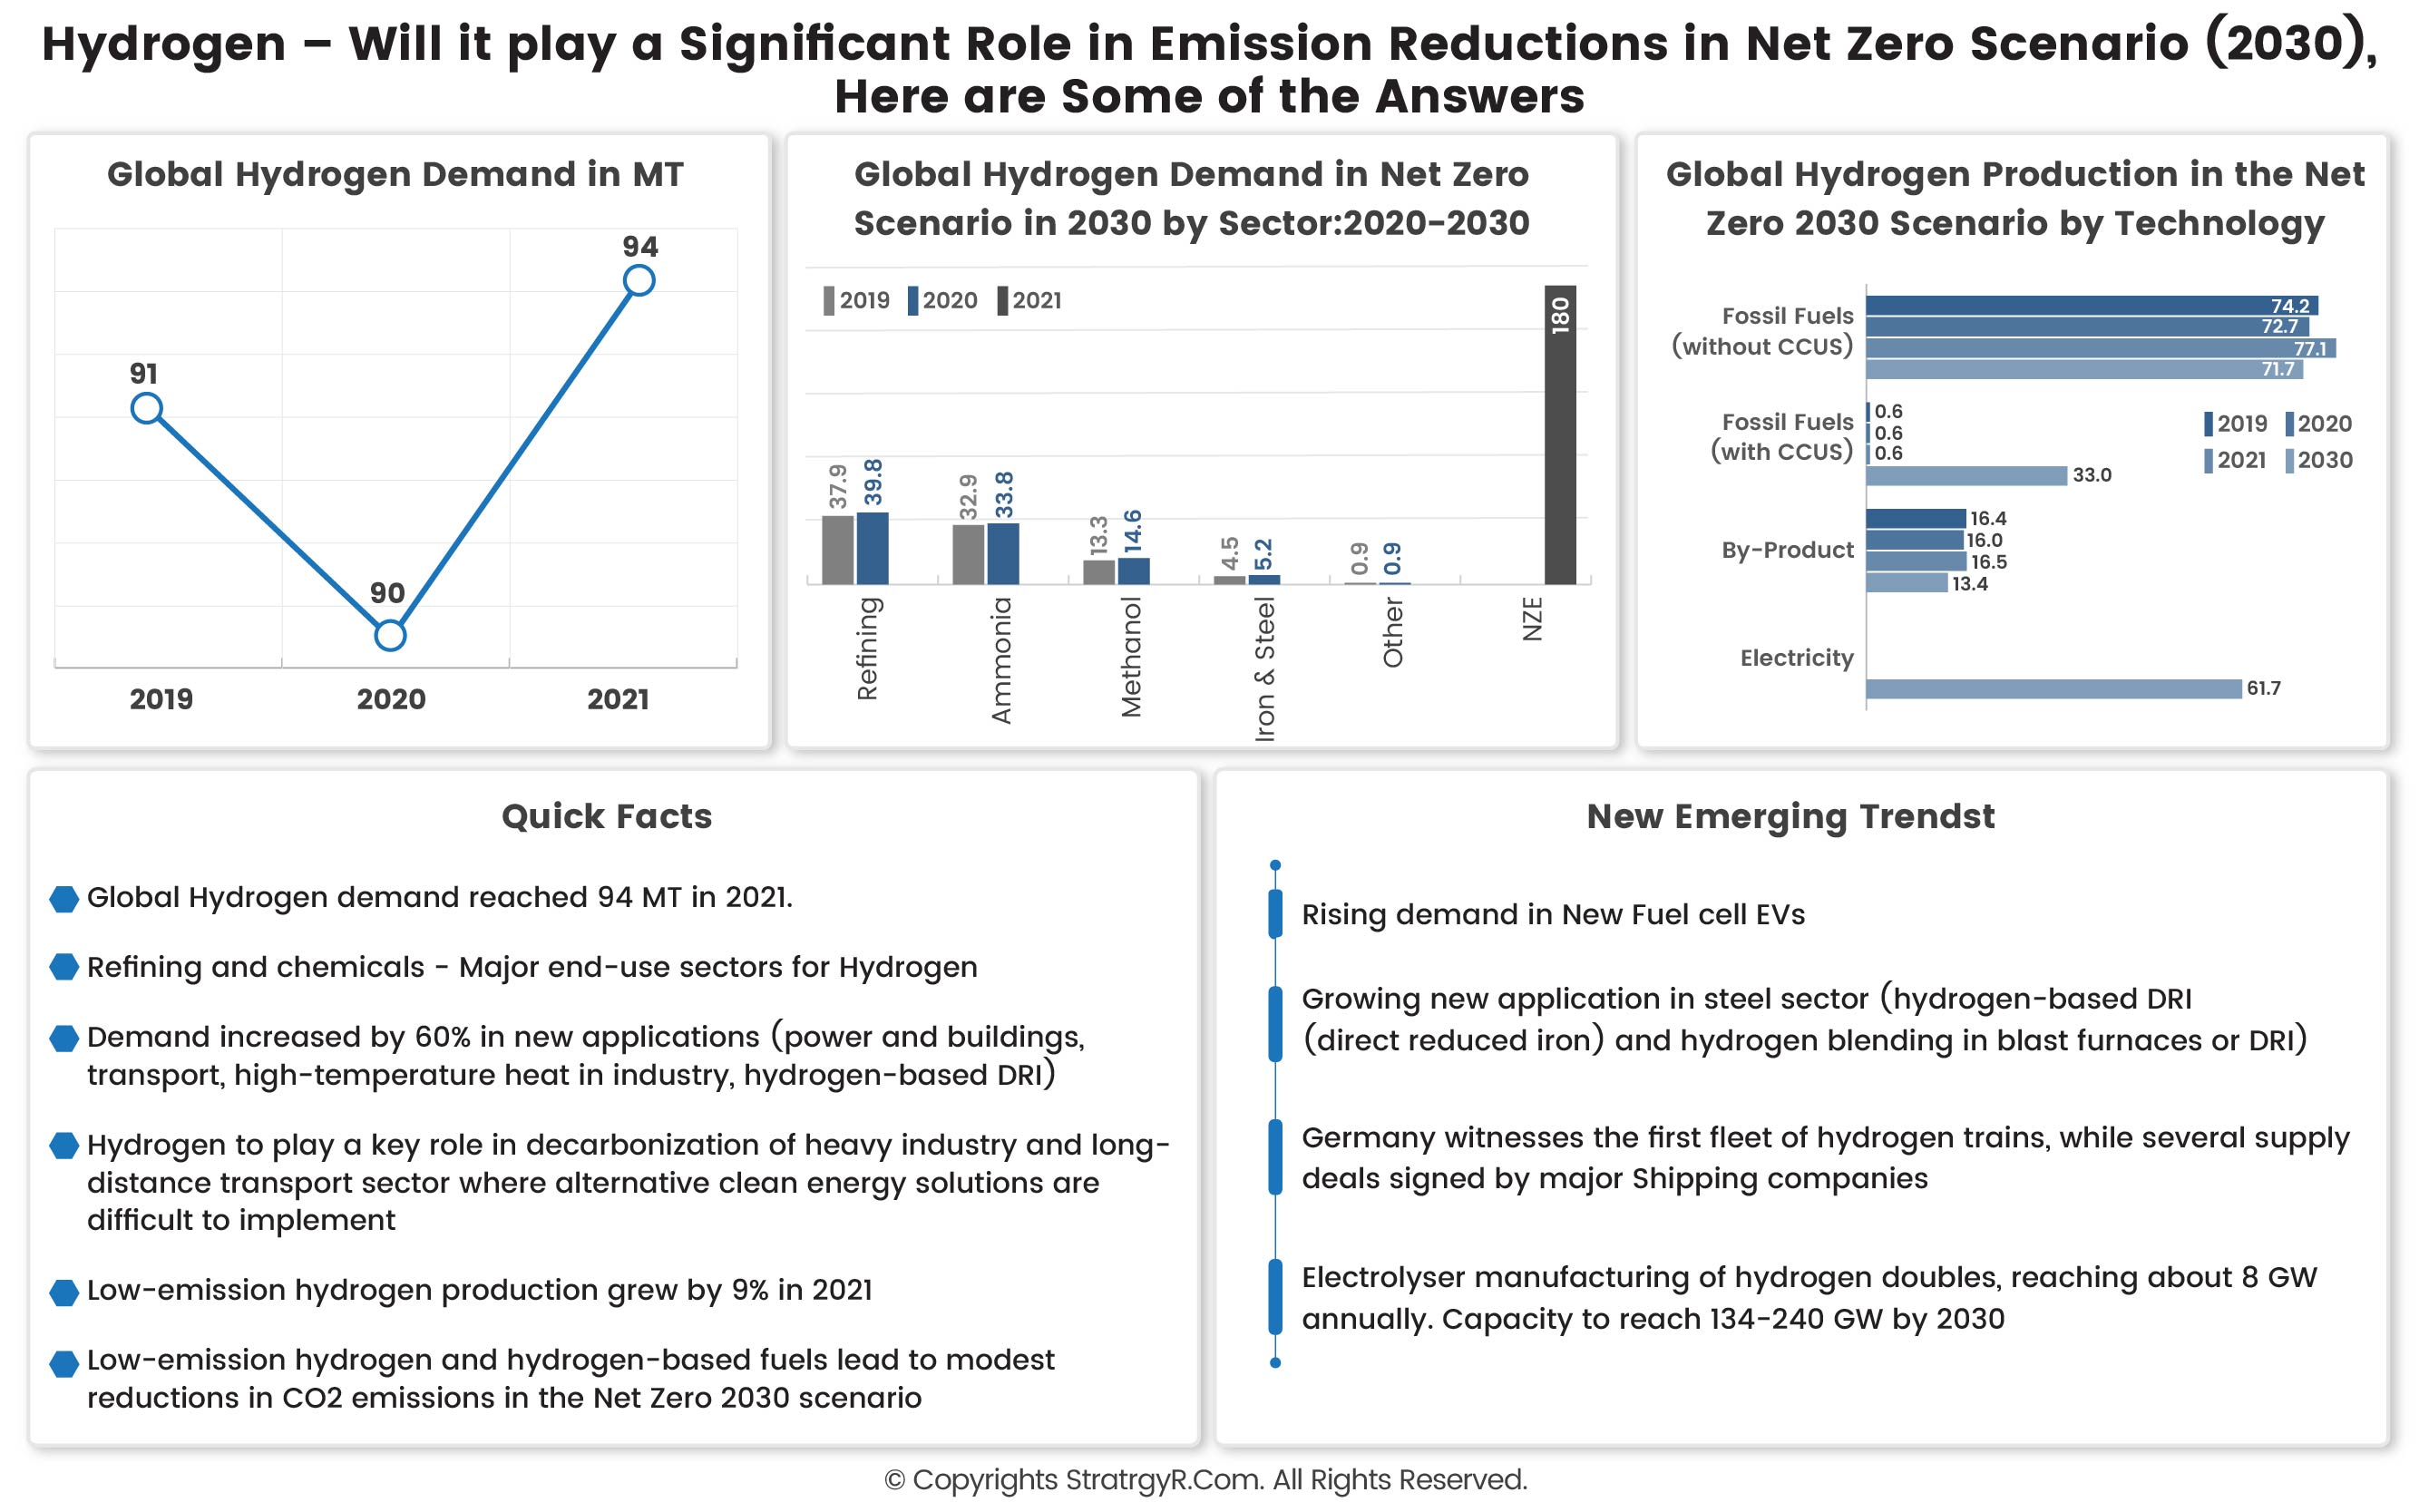 Hydrogen – Will it play a Significant Role in Emission Reductions in Net Zero Scenario (2030),
Here are Some of the Answers
Global Hydrogen Demand in MT
91
90
94
2019
2020
2021
Global Hydrogen Demand in Net Zero
Scenario in 2030 by Sector:2020-2030
2019
2020
2021
37.9
39.8
32.9
33.8
13.3
14.6
4.5
5.2
0.9
0.9
180
Refining
Ammonia
Methanol
Iron & Steel
Other
NZE
Global Hydrogen Production in the Net
Zero 2030 Scenario by Technology
Fossil Fuels
(without CCUS)
74.2
72.7
77.1
71.7
Fossil Fuels
(with CCUS)
0.6
0.6
0.6
33.0
2019
2020
2021
2030
By-Product
16.4
16.0
16.5
13.4
Electricity
61.7
Quick Facts
Global Hydrogen demand reached 94 MT in 2021.
Refining and chemicals - Major end-use sectors for Hydrogen
Demand increased by 60% in new applications (power and buildings,
transport, high-temperature heat in industry, hydrogen-based DRI)
Hydrogen to play a key role in decarbonization of heavy industry and long-
distance transport sector where alternative clean energy solutions are
difficult to implement
Low-emission hydrogen production grew by 9% in 2021
Low-emission hydrogen and hydrogen-based fuels lead to modest
reductions in CO2 emissions in the Net Zero 2030 scenario
New Emerging Trendst
Rising demand in New Fuel cell EVs
Growing new application in steel sector (hydrogen-based DRI
(direct reduced iron) and hydrogen blending in blast furnaces or DRI)
Germany witnesses the first fleet of hydrogen trains, while several supply
deals signed by major Shipping companies
Electrolyser manufacturing of hydrogen doubles, reaching about 8 GW
annually. Capacity to reach 134-240 GW by 2030
© Copyrights StratrgyR.Com. All Rights Reserved.